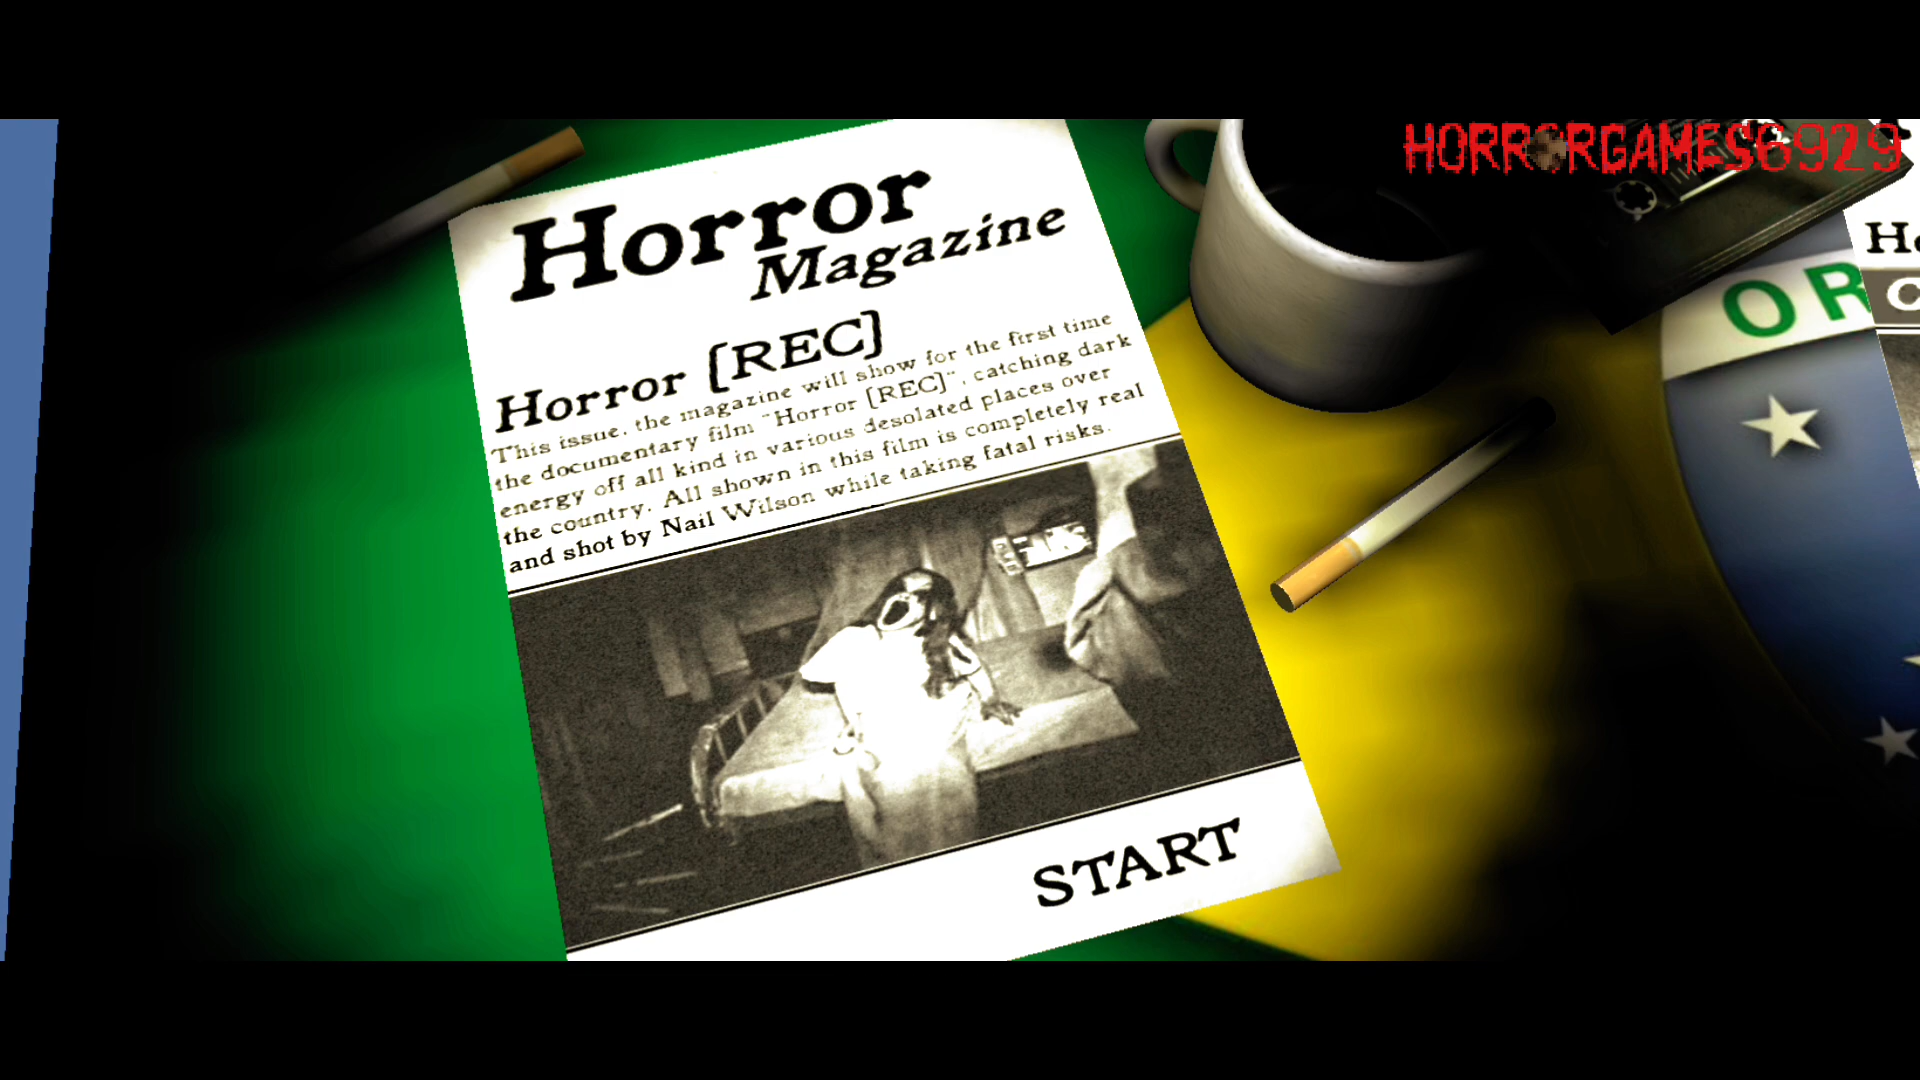 HORRORGAMES6929
Horror
Magazine
Horror [REC]
This issue, the magazine will show for the first time
the documentary film "Horror [REC]", catching dark
energy off all kind in various desolated places over
the country. All shown in this film is completely real
and shot by Nail Wilson while taking fatal risks.
START
OR
Ho
C